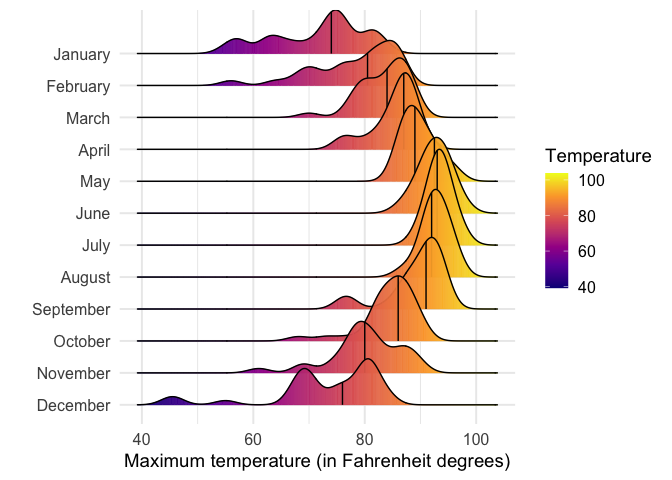 January
February
March
April
May
June
July
August
September
October
November
December
40 60 80 100
Maximum temperature (in Fahrenheit degrees)
Temperature
100
80
60
40